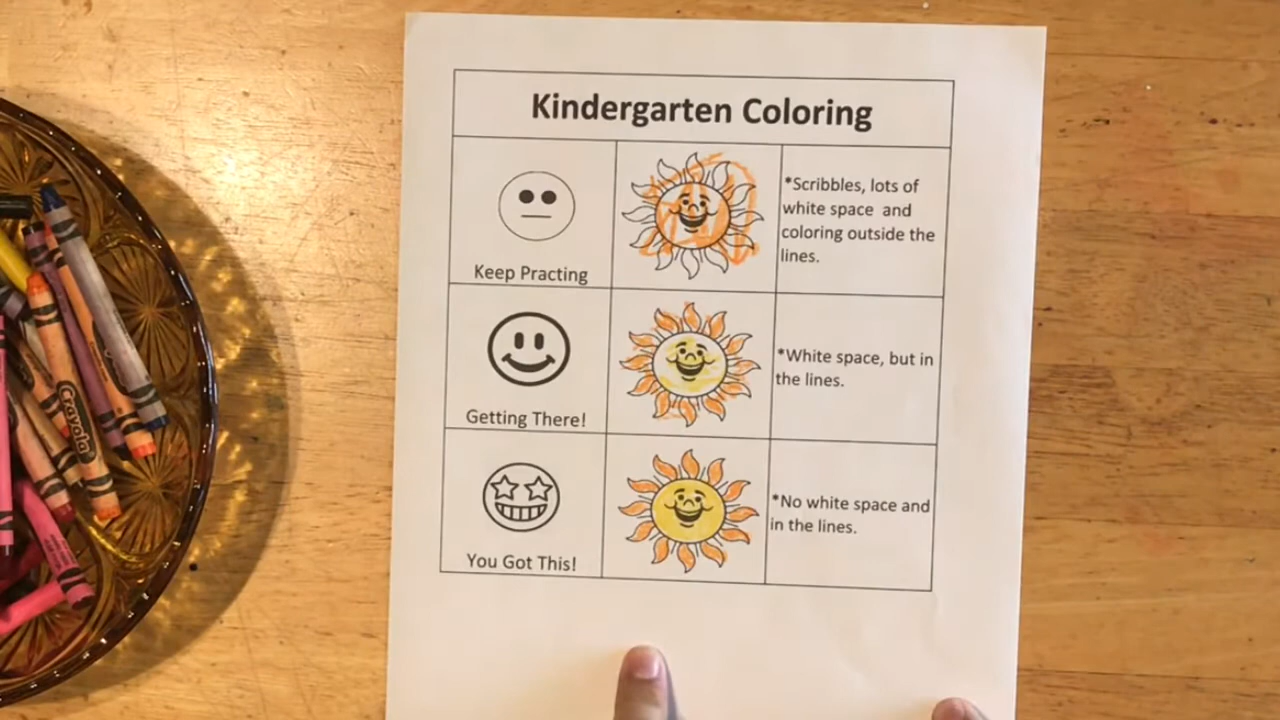 Kindergarten Coloring
*Scribbles, lots of
white space and
coloring outside the
lines.
Keep Practing
*White space, but in
the lines.
Getting There!
*No white space and
in the lines.
You Got This!
Crayola